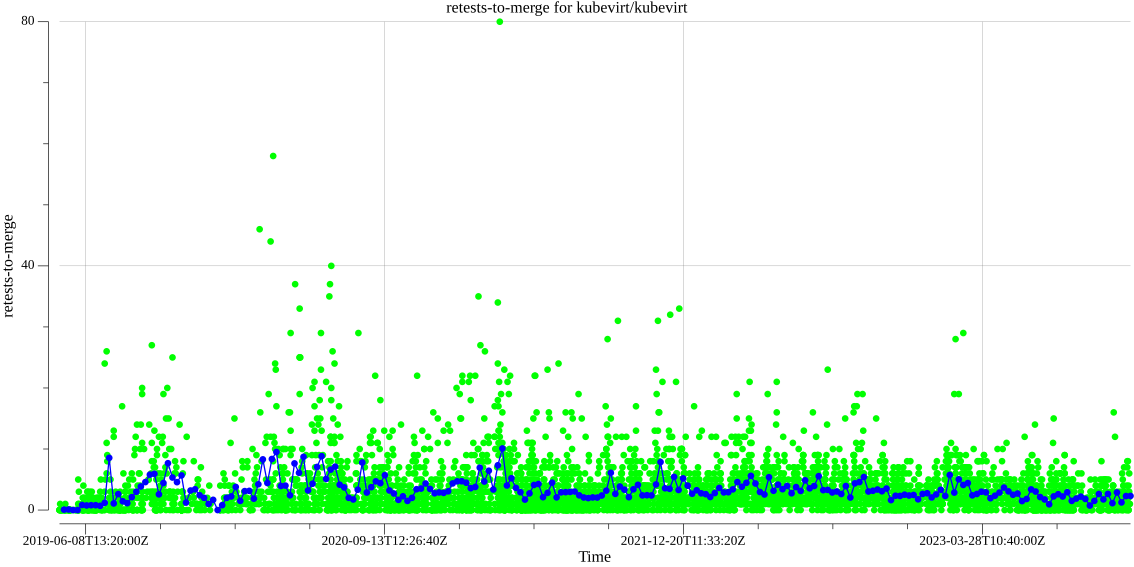 retests-to-merge for kubevirt/kubevirt
80
40
0
retests-to-merge
2019-06-08T13:20:00Z
2020-09-13T12:26:40Z
2021-12-20T11:33:20Z
2023-03-28T10:40:00Z
Time